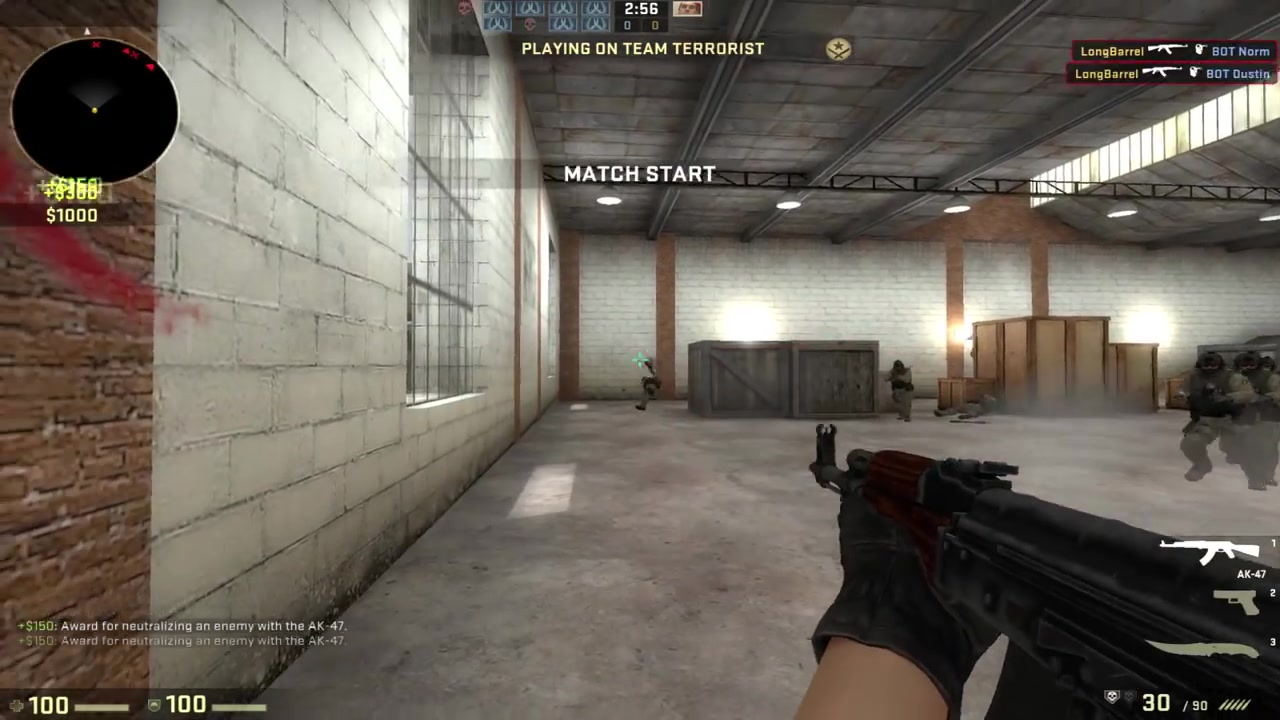 2:56
0 0
PLAYING ON TEAM TERRORIST
LongBarrel BOT Norm
LongBarrel BOT Dustin
MATCH START
+$300
$1000
1
AK-47
2
3
+$150: Award for neutralizing an enemy with the AK-47.
+$150: Award for neutralizing an enemy with the AK-47.
100 100
30 / 90